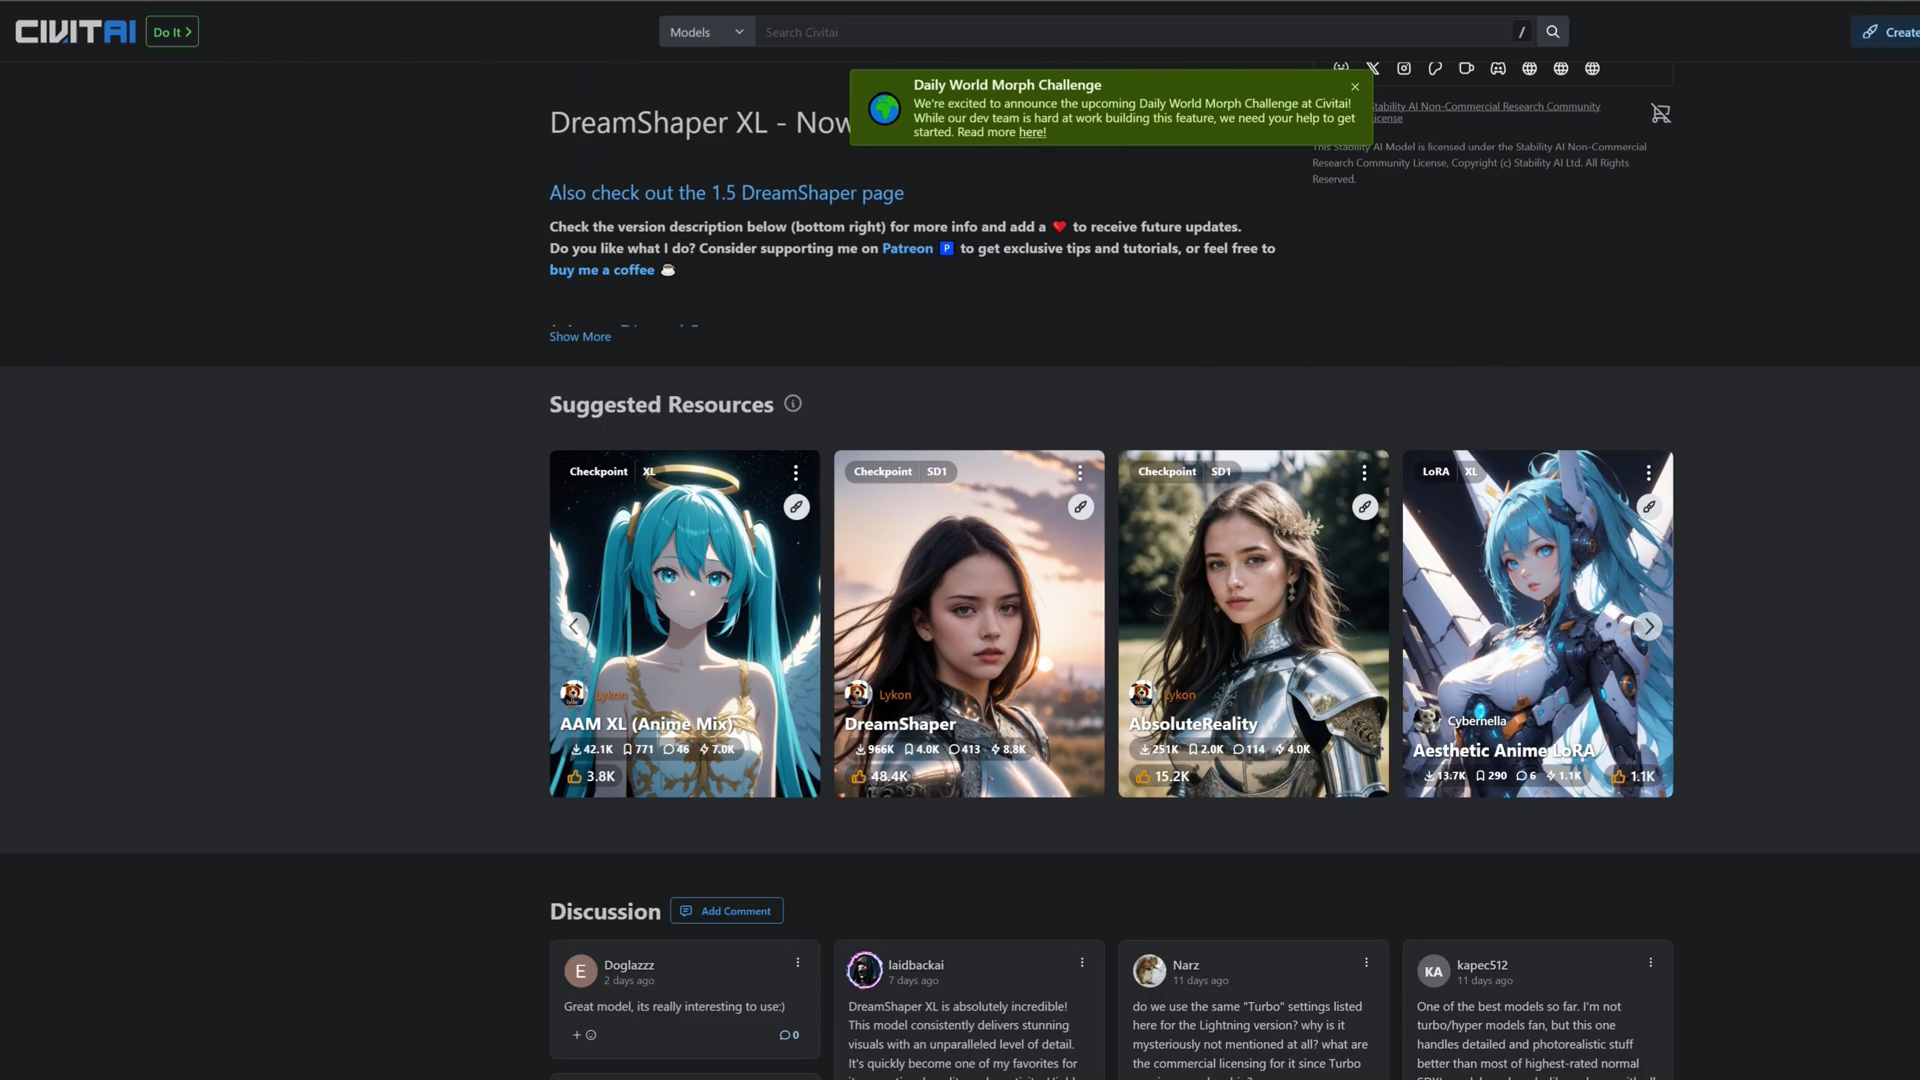 CIVITAI
Do It
Models
Search Civitai
/
Create
Daily World Morph Challenge
We're excited to announce the upcoming Daily World Morph Challenge at Civitai!
While our dev team is hard at work building this feature, we need your help to get
started. Read more here!
Stability AI Non-Commercial Research Community
License
This Stability AI Model is licensed under the Stability AI Non-Commercial
Research Community License, Copyright (c) Stability AI Ltd. All Rights
Reserved.
DreamShaper XL - Now
Also check out the 1.5 DreamShaper page
Check the version description below (bottom right) for more info and add a ❤️ to receive future updates.
Do you like what I do? Consider supporting me on Patreon 🅿️ to get exclusive tips and tutorials, or feel free to
buy me a coffee ☕
Show More
Suggested Resources
Checkpoint XL
Lykon
AAM XL (Anime Mix)
42.1K 771 46 7.0K
3.8K
Checkpoint SD1
Lykon
DreamShaper
966K 4.0K 413 8.8K
48.4K
Checkpoint SD1
Lykon
AbsoluteReality
251K 2.0K 114 4.0K
15.2K
LoRA XL
Cybernella
Aesthetic Anime LoRA
13.7K 290 6 1.1K 1.1K
Discussion
Add Comment
E
Doglazzz
2 days ago
Great model, its really interesting to use:)
0
laidbackai
7 days ago
DreamShaper XL is absolutely incredible!
This model consistently delivers stunning
visuals with an unparalleled level of detail.
It's quickly become one of my favorites for
Narz
11 days ago
do we use the same "Turbo" settings listed
here for the Lightning version? why is it
mysteriously not mentioned at all? what are
the commercial licensing for it since Turbo
KA
kapec512
11 days ago
One of the best models so far. I'm not
turbo/hyper models fan, but this one
handles detailed and photorealistic stuff
better than most of highest-rated normal